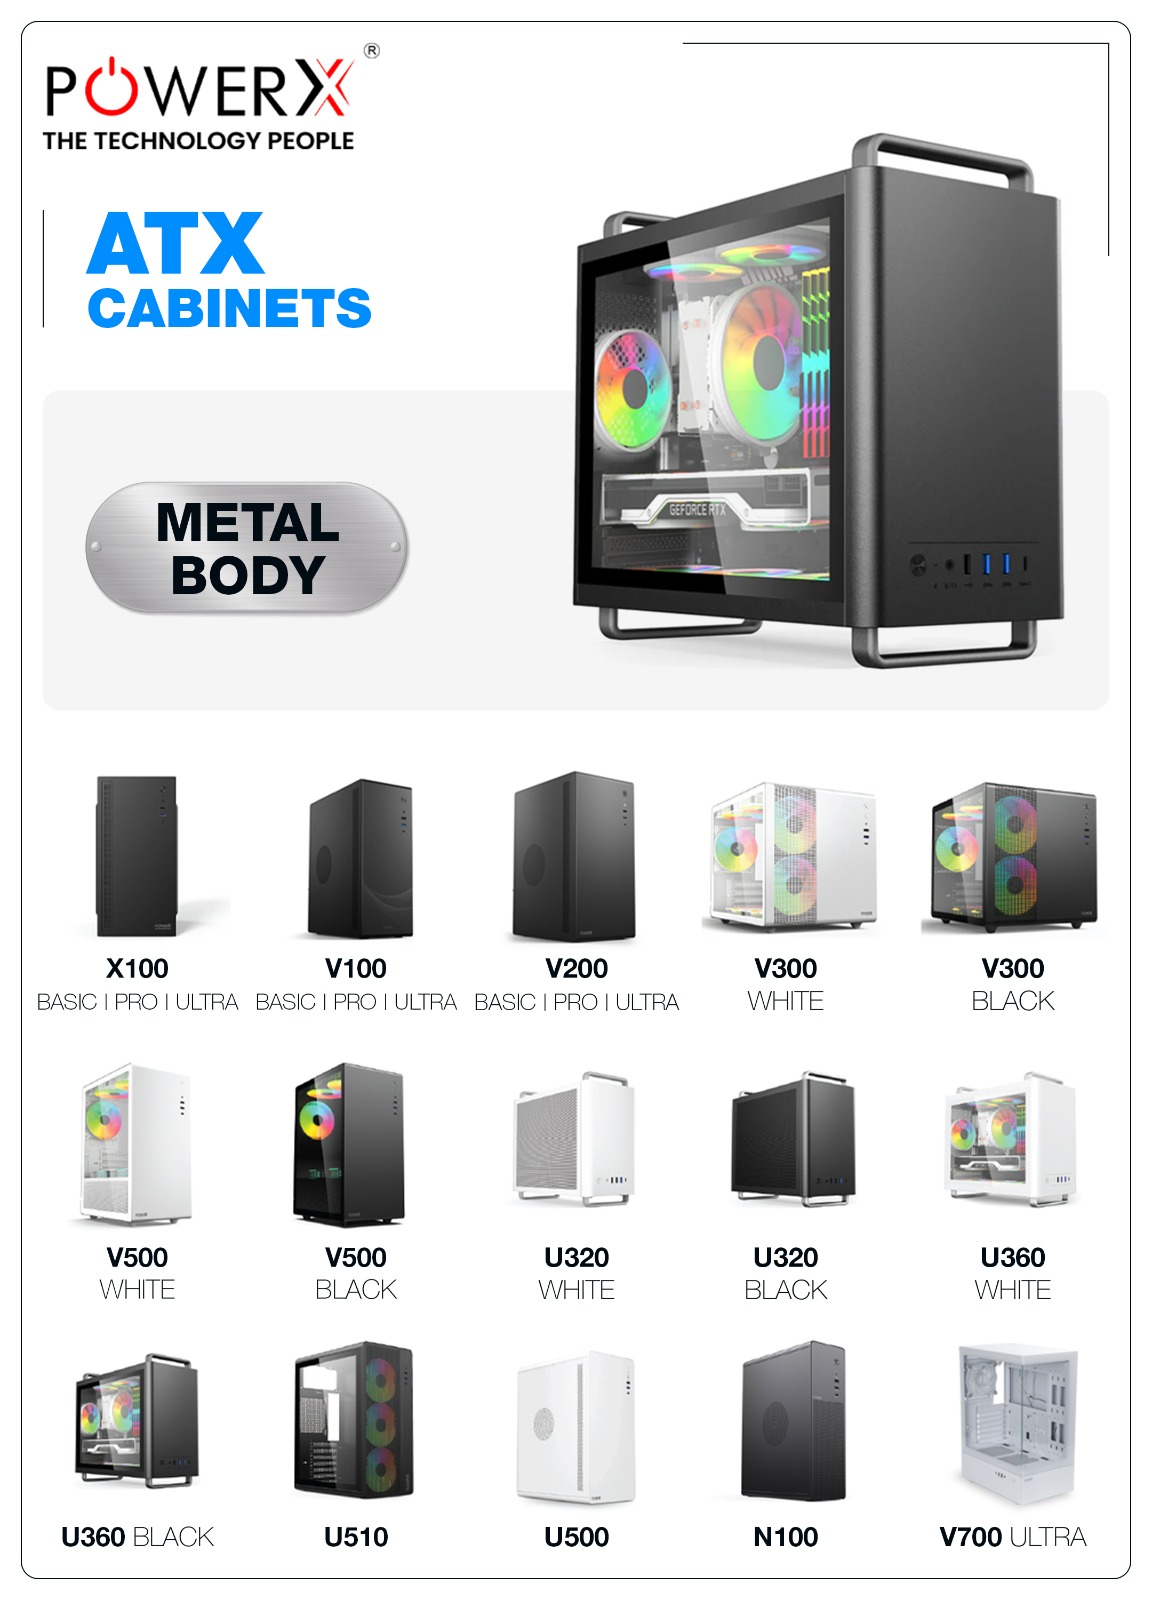 POWERX®
THE TECHNOLOGY PEOPLE
ATX
CABINETS
METAL
BODY
GEFORCE RTX
X100
BASIC | PRO | ULTRA
V100
BASIC | PRO | ULTRA
V200
BASIC | PRO | ULTRA
V300
WHITE
V300
BLACK
V500
WHITE
V500
BLACK
U320
WHITE
U320
BLACK
U360
WHITE
U360 BLACK
U510
U500
N100
V700 ULTRA